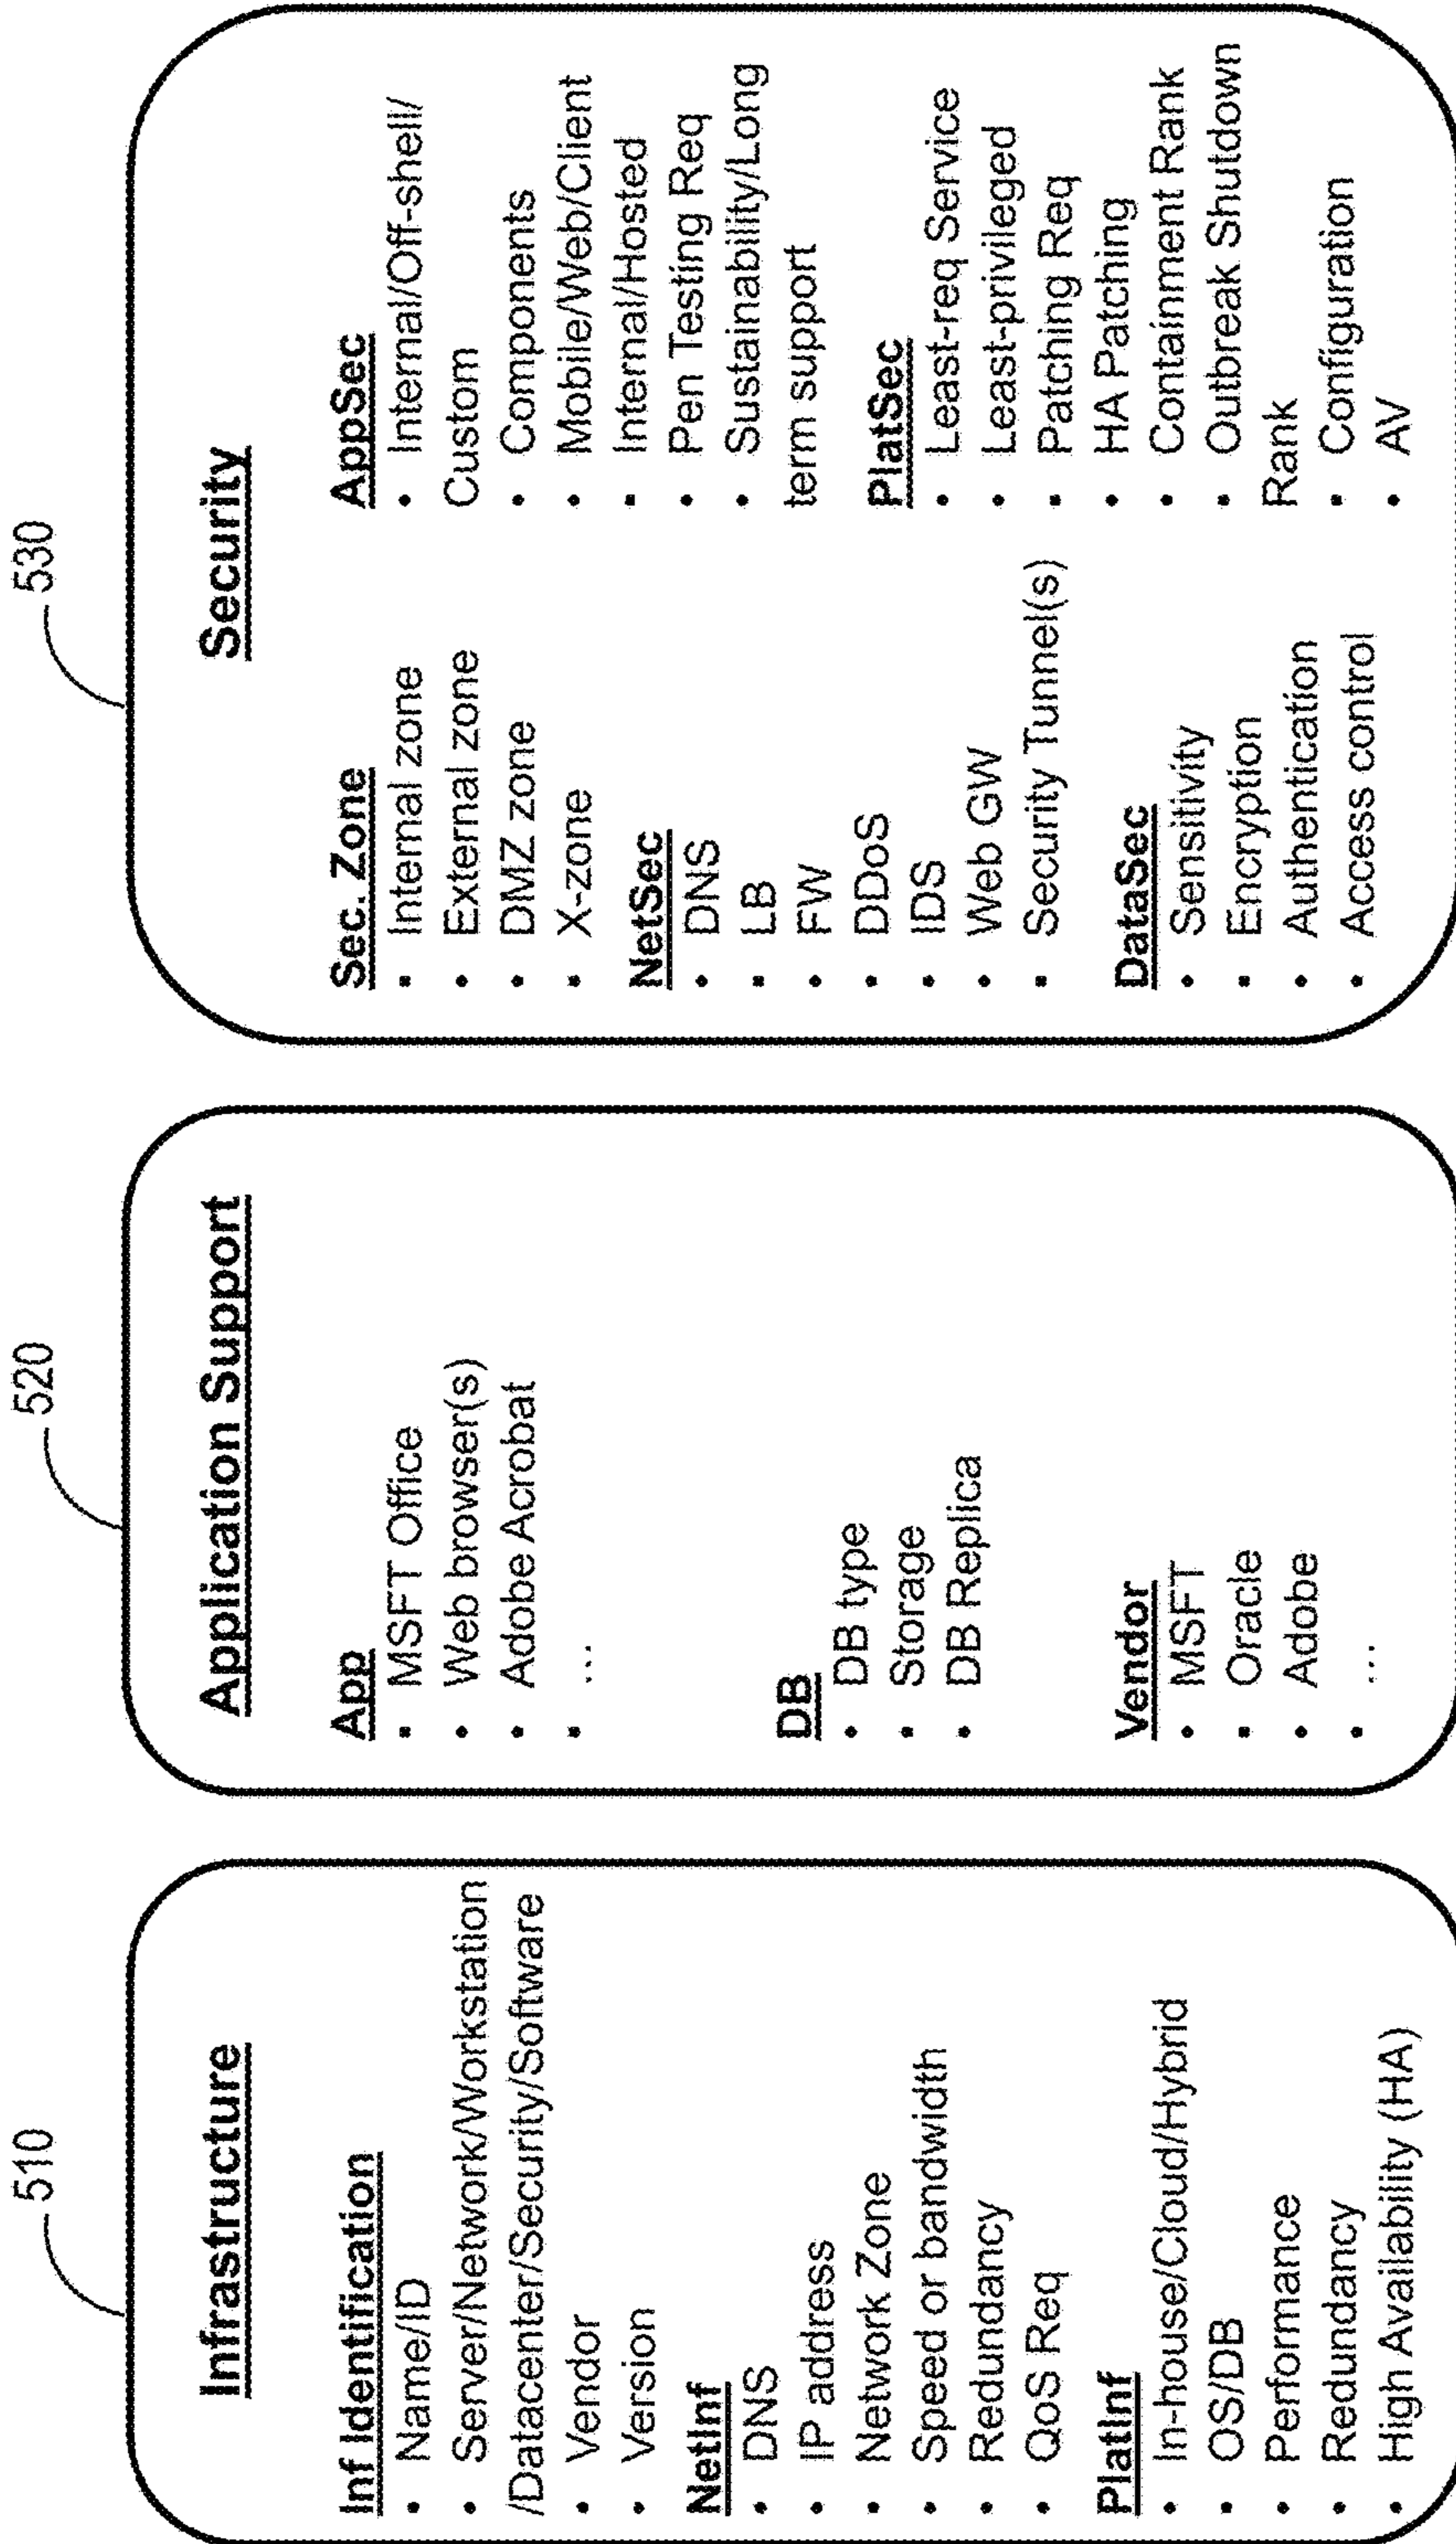 510
Infrastructure
Inf Identification
• Name/ID
• Server/Network/Workstation
/Datacenter/Security/Software
• Vendor
• Version
NetInf
• DNS
• IP address
• Network Zone
• Speed or bandwidth
• Redundancy
• QoS Req
PlatInf
• In-house/Cloud/Hybrid
• OS/DB
• Performance
• Redundancy
• High Availability (HA)
520
Application Support
App
• MSFT Office
• Web browser(s)
• Adobe Acrobat
• ...
DB
• DB type
• Storage
• DB Replica
Vendor
• MSFT
• Oracle
• Adobe
• ...
530
Security
Sec. Zone
• Internal zone
• External zone
• DMZ zone
• X-zone
NetSec
• DNS
• LB
• FW
• DDoS
• IDS
• Web GW
• Security Tunnel(s)
DataSec
• Sensitivity
• Encryption
• Authentication
• Access control
AppSec
• Internal/Off-shell/
Custom
• Components
• Mobile/Web/Client
• Internal/Hosted
• Pen Testing Req
• Sustainability/Long
term support
PlatSec
• Least-req Service
• Least-privileged
• Patching Req
• HA Patching
• Containment Rank
• Outbreak Shutdown
Rank
• Configuration
• AV